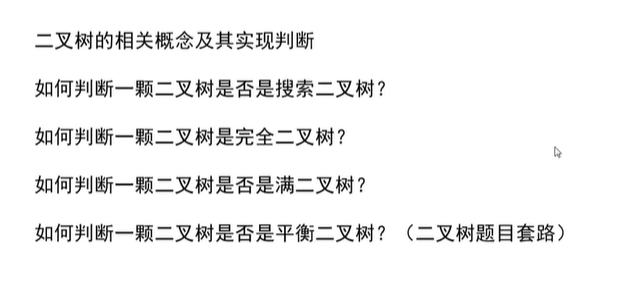 二叉树的相关概念及其实现判断
如何判断一颗二叉树是否是搜索二叉树？
如何判断一颗二叉树是完全二叉树？
如何判断一颗二叉树是否是满二叉树？
如何判断一颗二叉树是否是平衡二叉树？（二叉树题目套路）